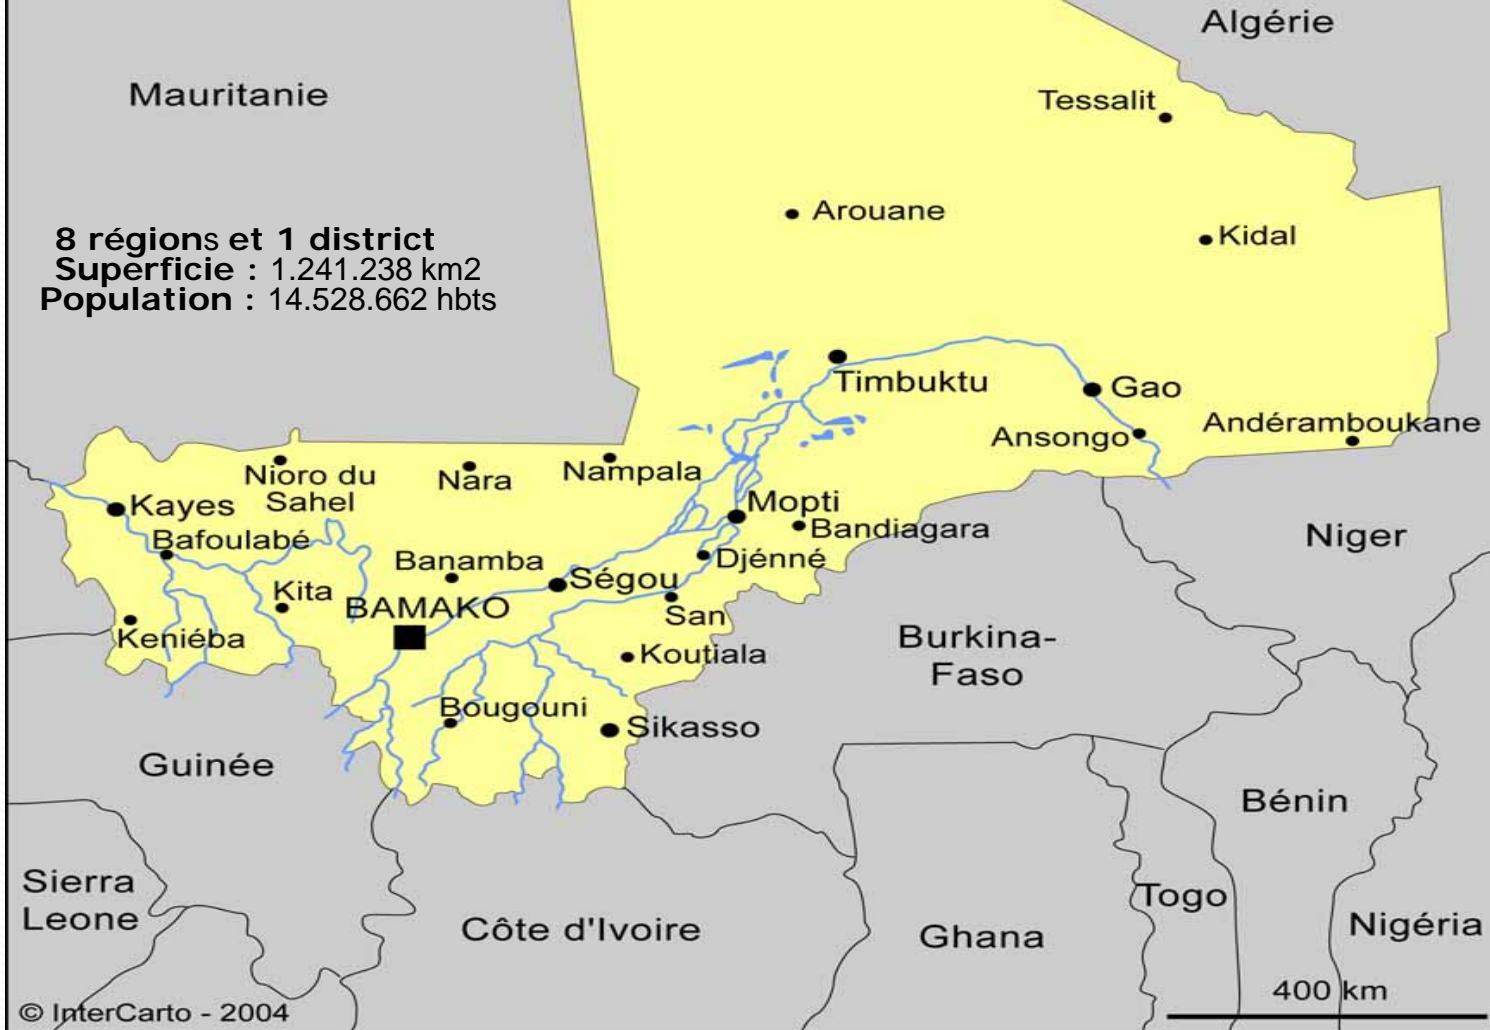 Algérie
Mauritanie
Tessalit
Arouane
Kidal
8 régions et 1 district
Superficie : 1.241.238 km2
Population : 14.528.662 hbts
Timbuktu
Gao
Andéramboukane
Ansongo
Nioro du
Sahel
Nara
Nampala
Kayes
Mopti
Bandiagara
Niger
Bafoulabé
Banamba
Djénné
Ségou
Kita
BAMAKO
San
Keniéba
Koutiala
Burkina-
Faso
Bougouni
Sikasso
Guinée
Bénin
Sierra
Leone
Togo
Côte d'Ivoire
Ghana
Nigéria
400 km
© InterCarto - 2004